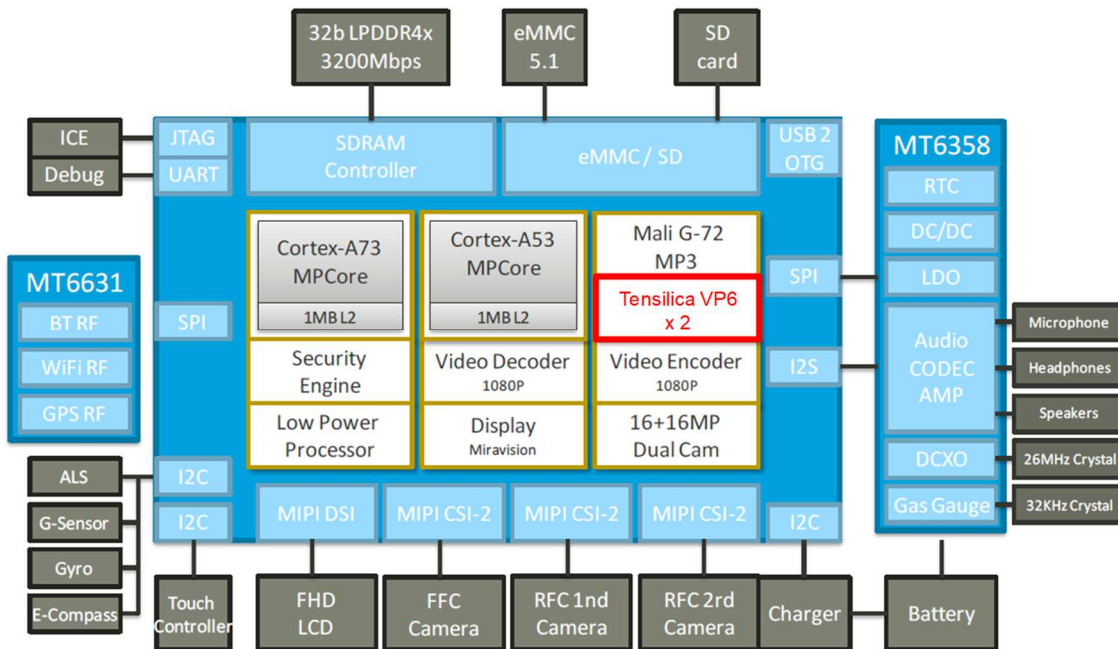 32b LPDDR4x
3200Mbps
eMMC
5.1
SD
card
ICE
Debug
JTAG
UART
SDRAM
Controller
eMMC / SD
USB 2
OTG
MT6358
RTC
DC/DC
LDO
Audio
CODEC
AMP
DCXO
Gas Gauge
Microphone
Headphones
Speakers
26MHz Crystal
32KHz Crystal
MT6631
BT RF
WiFi RF
GPS RF
SPI
Cortex-A73
MPCore
1MB L2
Cortex-A53
MPCore
1MB L2
Mali G-72
MP3
Tensilica VP6
x 2
Security
Engine
Video Decoder
1080P
Video Encoder
1080P
Low Power
Processor
Display
Miravision
16+16MP
Dual Cam
SPI
I2S
ALS
G-Sensor
Gyro
E-Compass
I2C
I2C
MIPI DSI
MIPI CSI-2
MIPI CSI-2
MIPI CSI-2
I2C
Touch
Controller
FHD
LCD
FFC
Camera
RFC 1nd
Camera
RFC 2rd
Camera
Charger
Battery